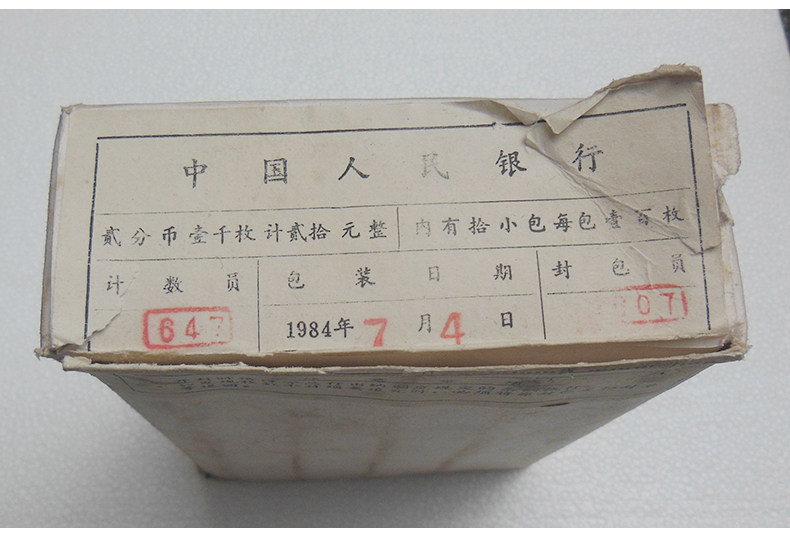 中国人民银行
贰分币壹千枚计贰拾元整 内有拾小包每包壹百枚
计数员 包装日期 封包员
647 1984年7月4日 07